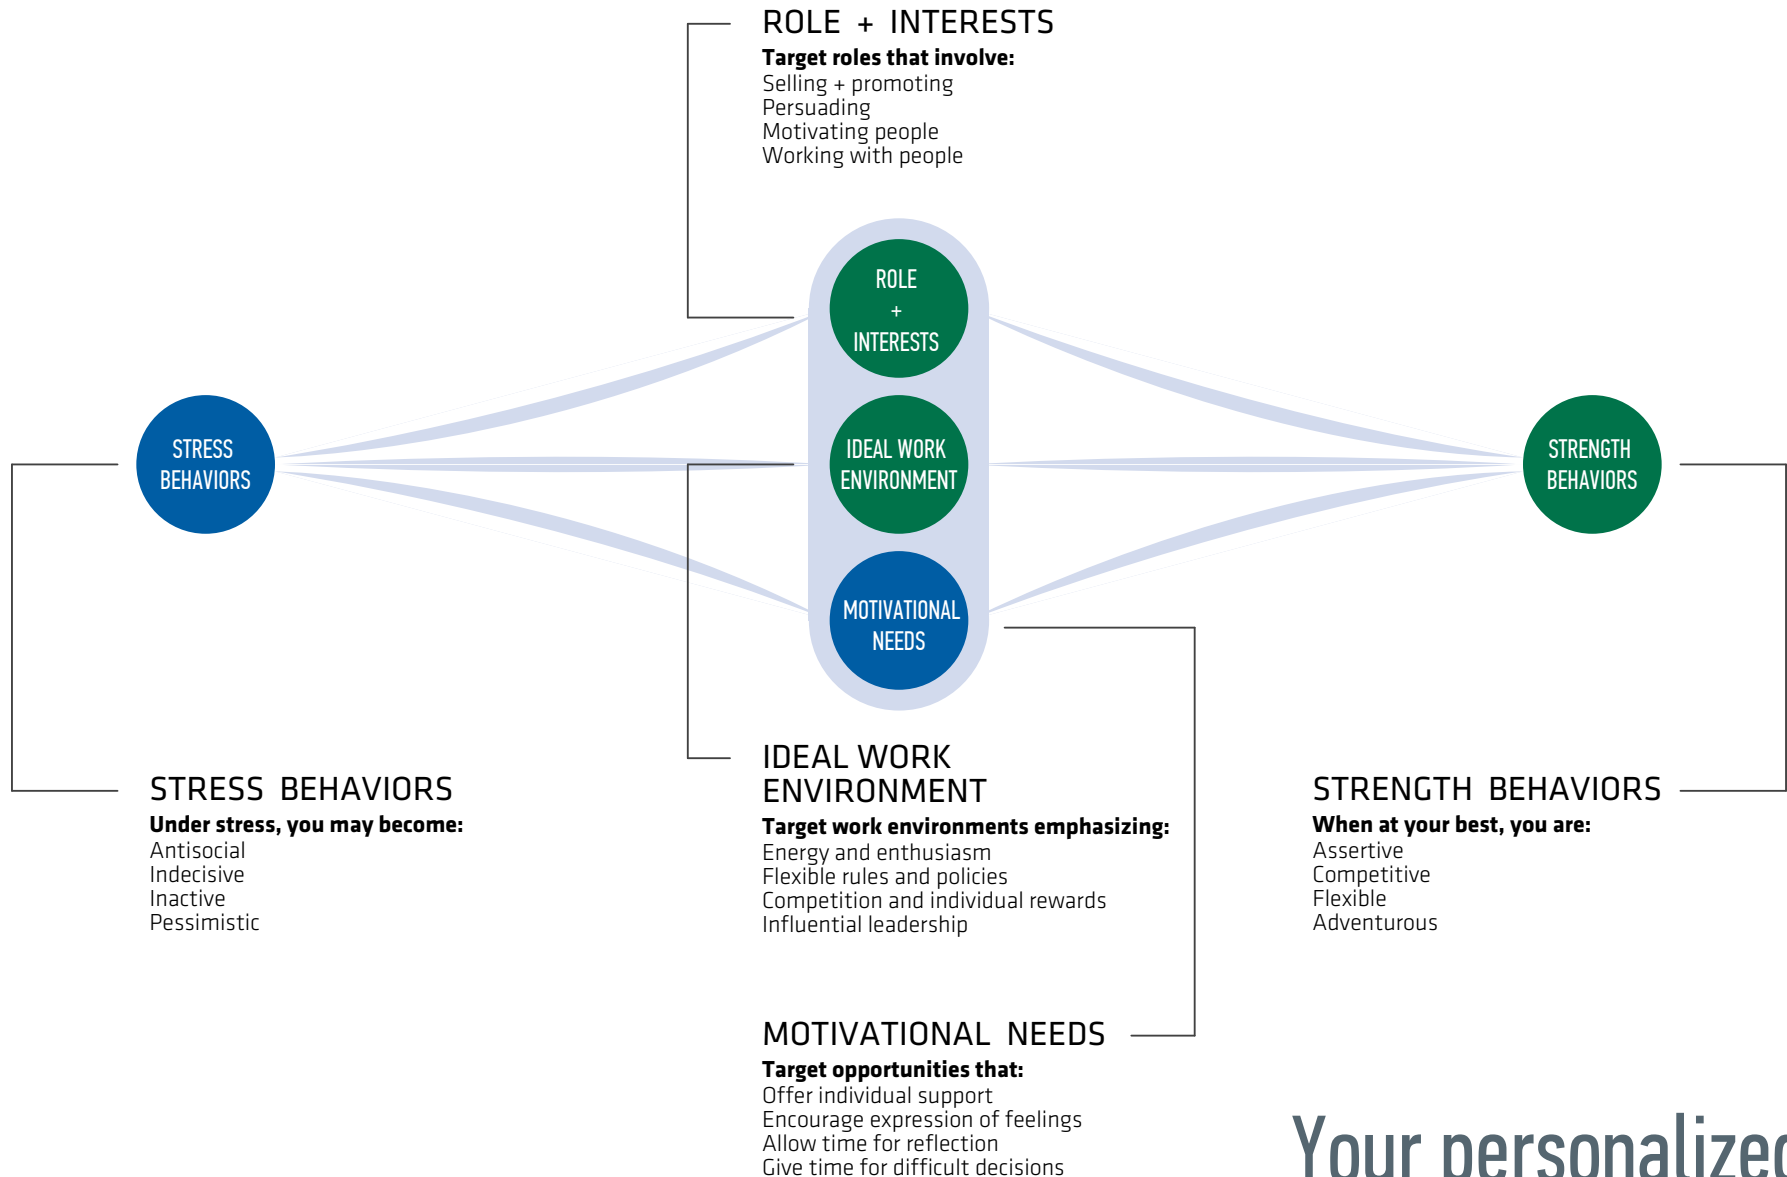 ROLE + INTERESTS
Target roles that involve:
Selling + promoting
Persuading
Motivating people
Working with people
ROLE
+
INTERESTS
STRESS
BEHAVIORS
IDEAL WORK
ENVIRONMENT
STRENGTH
BEHAVIORS
MOTIVATIONAL
NEEDS
STRESS BEHAVIORS
Under stress, you may become:
Antisocial
Indecisive
Inactive
Pessimistic
IDEAL WORK
ENVIRONMENT
Target work environments emphasizing:
Energy and enthusiasm
Flexible rules and policies
Competition and individual rewards
Influential leadership
STRENGTH BEHAVIORS
When at your best, you are:
Assertive
Competitive
Flexible
Adventurous
MOTIVATIONAL NEEDS
Target opportunities that:
Offer individual support
Encourage expression of feelings
Allow time for reflection
Give time for difficult decisions
Your personalized